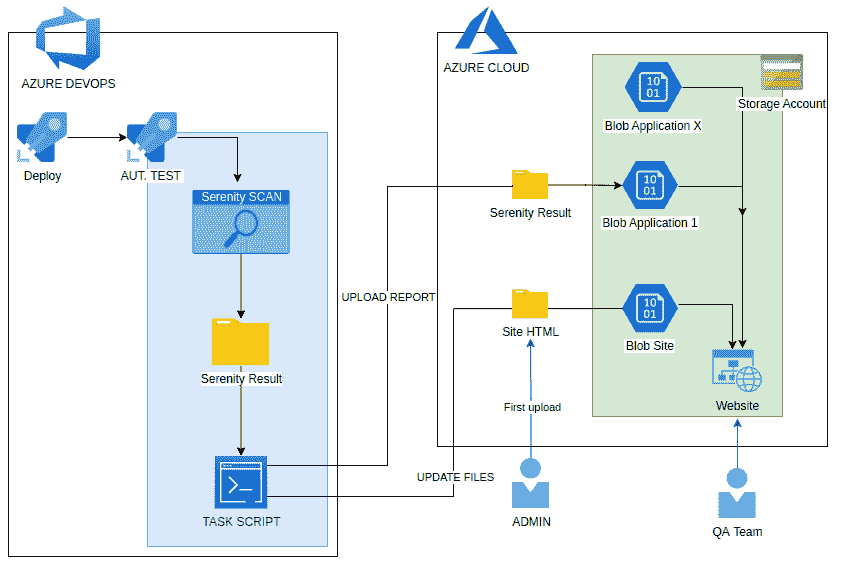 AZURE DEVOPS
Deploy
AUT. TEST
Serenity SCAN
Serenity Result
TASK SCRIPT
UPLOAD REPORT
UPDATE FILES
AZURE CLOUD
Storage Account
10
01
Blob Application X
Serenity Result
10
01
Blob Application 1
Site HTML
10
01
Blob Site
Website
First upload
ADMIN
QA Team